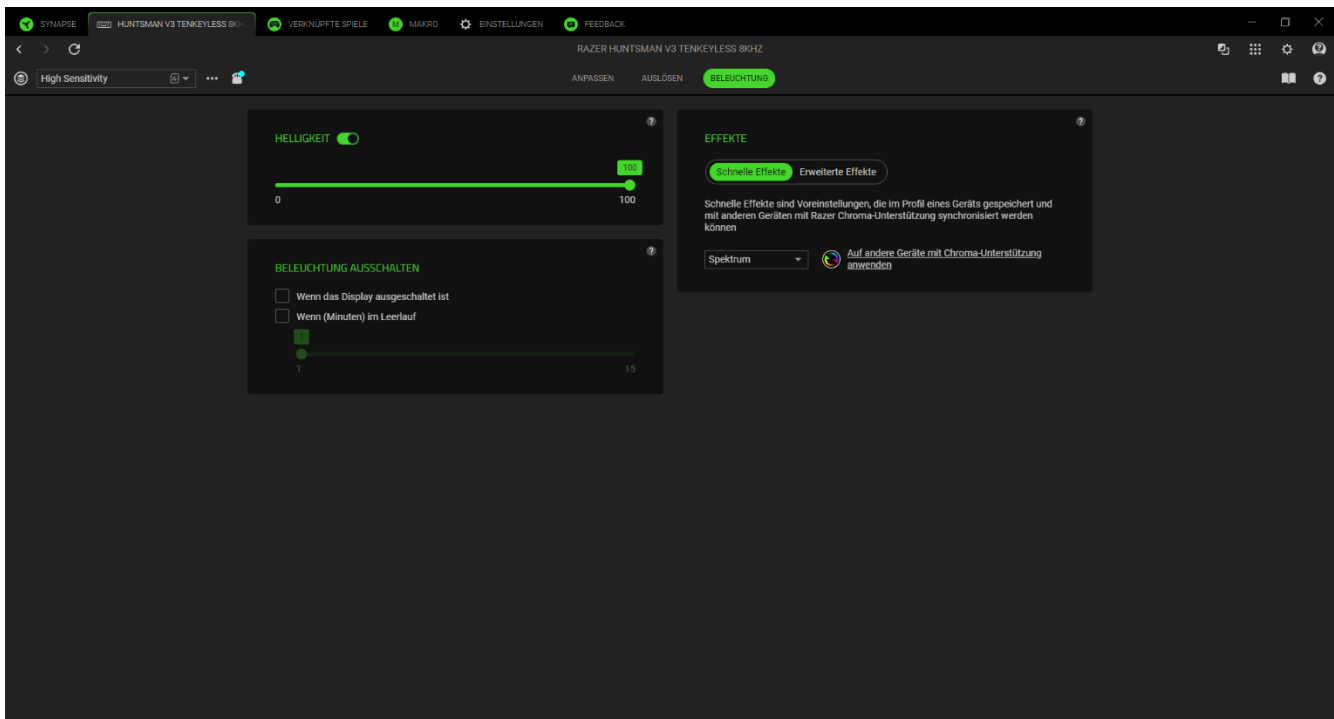 SYNAPSE HUNTSMAN V3 TENKEYLESS 8KH VERKNÜPFTE SPIELE M MAKRO EINSTELLUNGEN FEEDBACK
RAZER HUNTSMAN V3 TENKEYLESS 8KHZ
High Sensitivity ANPASSEN AUSLÖSEN BELEUCHTUNG
HELLIGKEIT
100
0 100
BELEUCHTUNG AUSSCHALTEN
Wenn das Display ausgeschaltet ist
Wenn (Minuten) im Leerlauf
1
1 15
EFFEKTE
Schnelle Effekte Erweiterte Effekte
Schnelle Effekte sind Voreinstellungen, die im Profil eines Geräts gespeichert und
mit anderen Geräten mit Razer Chroma-Unterstützung synchronisiert werden
können
Spektrum
Auf andere Geräte mit Chroma-Unterstützung
anwenden